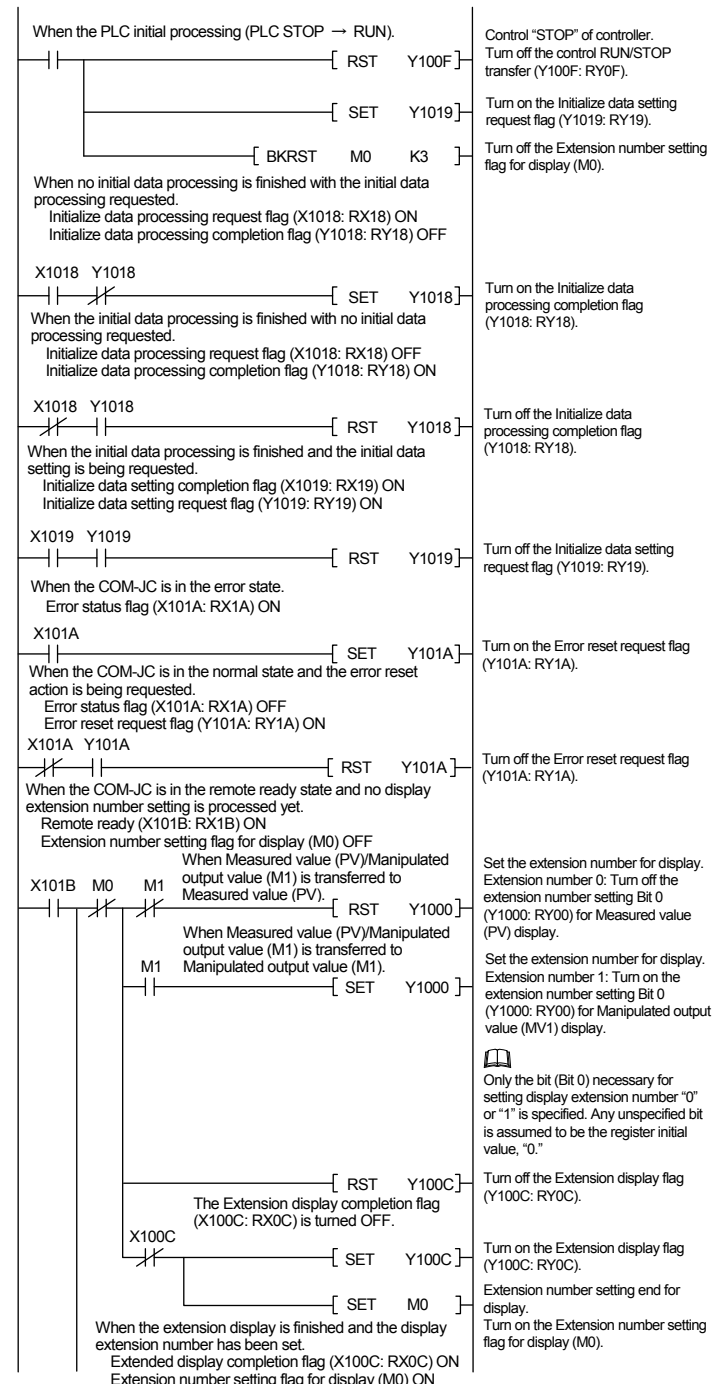 When the PLC initial processing (PLC STOP → RUN).
RST Y100F
Control “STOP” of controller.
Turn off the control RUN/STOP
transfer (Y100F: RY0F).
SET Y1019
Turn on the Initialize data setting
request flag (Y1019: RY19).
BKRST M0 K3
Turn off the Extension number setting
flag for display (M0).
When no initial data processing is finished with the initial data
processing requested.
Initialize data processing request flag (X1018: RX18) ON
Initialize data processing completion flag (Y1018: RY18) OFF
X1018 Y1018
SET Y1018
Turn on the Initialize data
processing completion flag
(Y1018: RY18).
When the initial data processing is finished with no initial data
processing requested.
Initialize data processing request flag (X1018: RX18) OFF
Initialize data processing completion flag (Y1018: RY18) ON
X1018 Y1018
RST Y1018
Turn off the Initialize data
processing completion flag
(Y1018: RY18).
When the initial data processing is finished and the initial data
setting is being requested.
Initialize data setting completion flag (X1019: RX19) ON
Initialize data setting request flag (Y1019: RY19) ON
X1019 Y1019
RST Y1019
Turn off the Initialize data setting
request flag (Y1019: RY19).
When the COM-JC is in the error state.
Error status flag (X101A: RX1A) ON
X101A
SET Y101A
Turn on the Error reset request flag
(Y101A: RY1A).
When the COM-JC is in the normal state and the error reset
action is being requested.
Error status flag (X101A: RX1A) OFF
Error reset request flag (Y101A: RY1A) ON
X101A Y101A
RST Y101A
Turn off the Error reset request flag
(Y101A: RY1A).
When the COM-JC is in the remote ready state and no display
extension number setting is processed yet.
Remote ready (X101B: RX1B) ON
Extension number setting flag for display (M0) OFF
When Measured value (PV)/Manipulated
output value (M1) is transferred to
Measured value (PV).
X101B M0 M1
RST Y1000
Set the extension number for display.
Extension number 0: Turn off the
extension number setting Bit 0
(Y1000: RY00) for Measured value
(PV) display.
When Measured value (PV)/Manipulated
output value (M1) is transferred to
Manipulated output value (M1).
M1
SET Y1000
Set the extension number for display.
Extension number 1: Turn on the
extension number setting Bit 0
(Y1000: RY00) for Manipulated output
value (MV1) display.
Only the bit (Bit 0) necessary for
setting display extension number “0”
or “1” is specified. Any unspecified bit
is assumed to be the register initial
value, “0.”
RST Y100C
Turn off the Extension display flag
(Y100C: RY0C).
The Extension display completion flag
(X100C: RX0C) is turned OFF.
X100C
SET Y100C
Turn on the Extension display flag
(Y100C: RY0C).
SET M0
Extension number setting end for
display.
Turn on the Extension number setting
flag for display (M0).
When the extension display is finished and the display
extension number has been set.
Extended display completion flag (X100C: RX0C) ON
Extension number setting flag for display (M0) ON